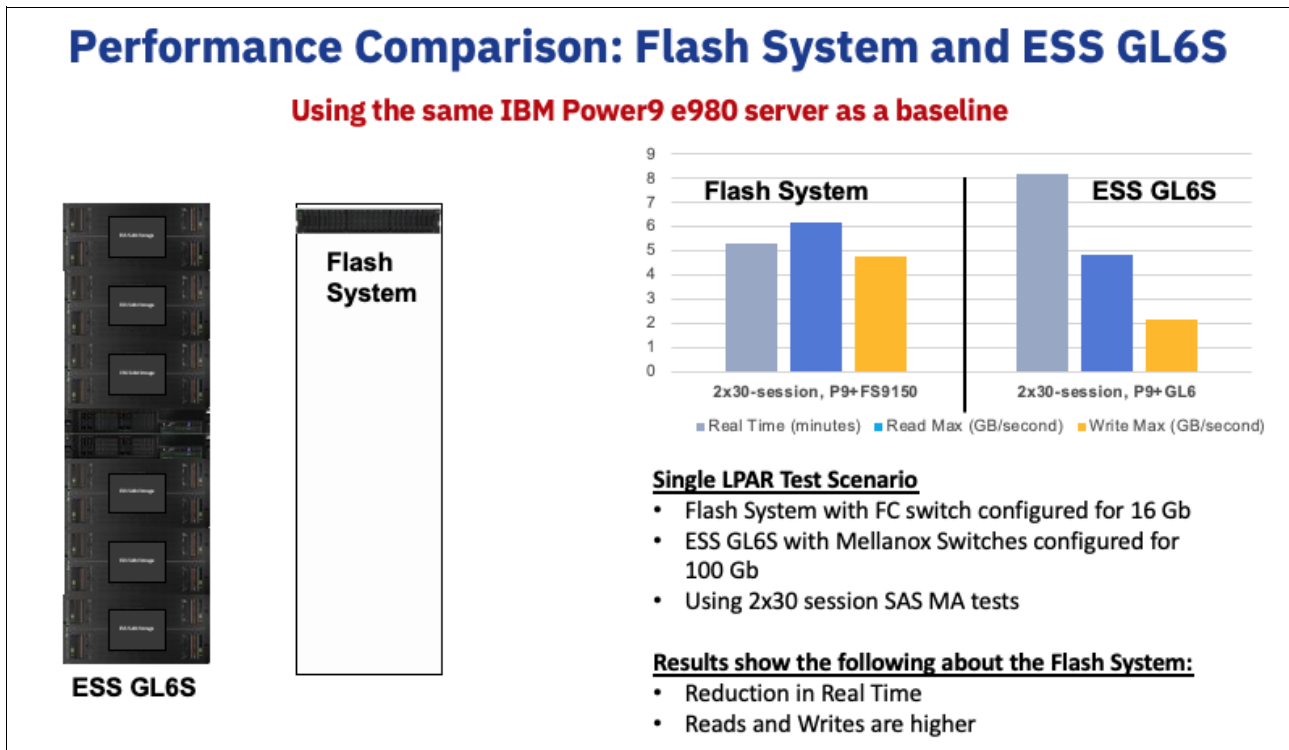 Performance Comparison: Flash System and ESS GL6S
Using the same IBM Power9 e980 server as a baseline
ESS GL6S
Flash
System
9
8
7
6
5
4
3
2
1
0
Flash System
ESS GL6S
2x30-session, P9+FS9150
2x30-session, P9+GL6
Real Time (minutes)
Read Max (GB/second)
Write Max (GB/second)
Single LPAR Test Scenario
• Flash System with FC switch configured for 16 Gb
• ESS GL6S with Mellanox Switches configured for
100 Gb
• Using 2x30 session SAS MA tests
Results show the following about the Flash System:
• Reduction in Real Time
• Reads and Writes are higher